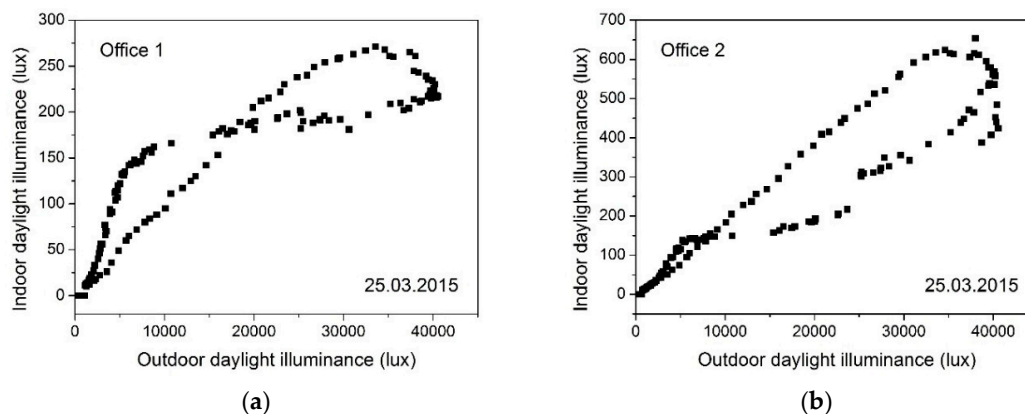 (a)
(b)
Office 1
Office 2
300
250
200
150
100
50
0
700
600
500
400
300
200
100
0
Indoor daylight illuminance (lux)
Indoor daylight illuminance (lux)
25.03.2015
25.03.2015
0 10000 20000 30000 40000
0 10000 20000 30000 40000
Outdoor daylight illuminance (lux)
Outdoor daylight illuminance (lux)
(a)
(b)